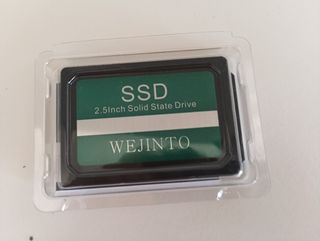 SSD
2.5Inch Solid State Drive
WEJINTO